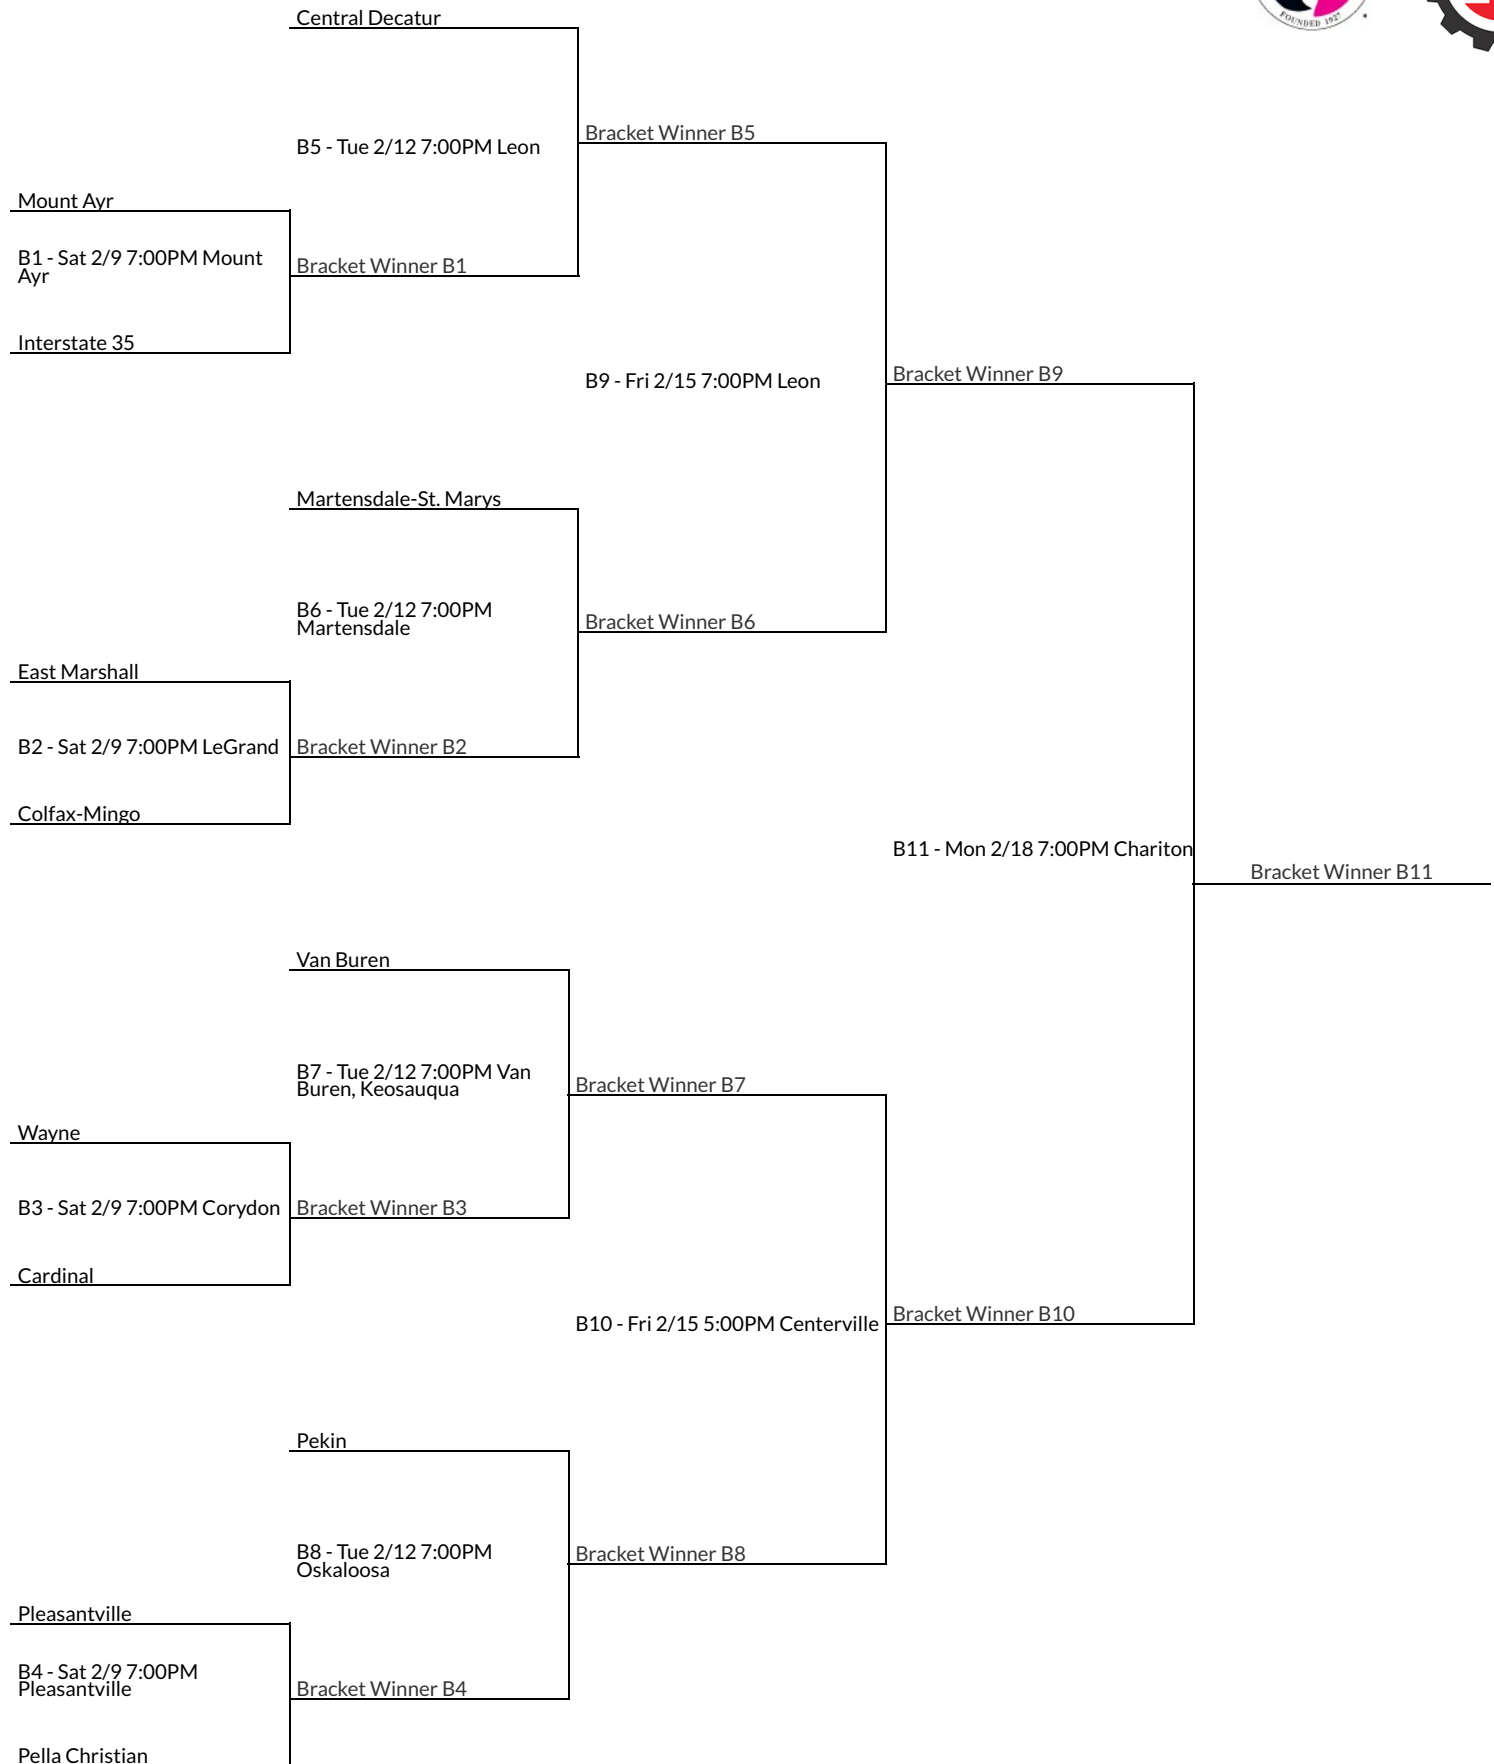 FOUNDED 1927
Central Decatur
B5 - Tue 2/12 7:00PM Leon
Bracket Winner B5
Mount Ayr
B1 - Sat 2/9 7:00PM Mount
Ayr
Bracket Winner B1
Interstate 35
B9 - Fri 2/15 7:00PM Leon
Bracket Winner B9
Martensdale-St. Marys
B6 - Tue 2/12 7:00PM
Martensdale
Bracket Winner B6
East Marshall
B2 - Sat 2/9 7:00PM LeGrand
Bracket Winner B2
Colfax-Mingo
B11 - Mon 2/18 7:00PM Chariton
Bracket Winner B11
Van Buren
B7 - Tue 2/12 7:00PM Van
Buren, Keosauqua
Bracket Winner B7
Wayne
B3 - Sat 2/9 7:00PM Corydon
Bracket Winner B3
Cardinal
B10 - Fri 2/15 5:00PM Centerville
Bracket Winner B10
Pekin
B8 - Tue 2/12 7:00PM
Oskaloosa
Bracket Winner B8
Pleasantville
B4 - Sat 2/9 7:00PM
Pleasantville
Bracket Winner B4
Pella Christian